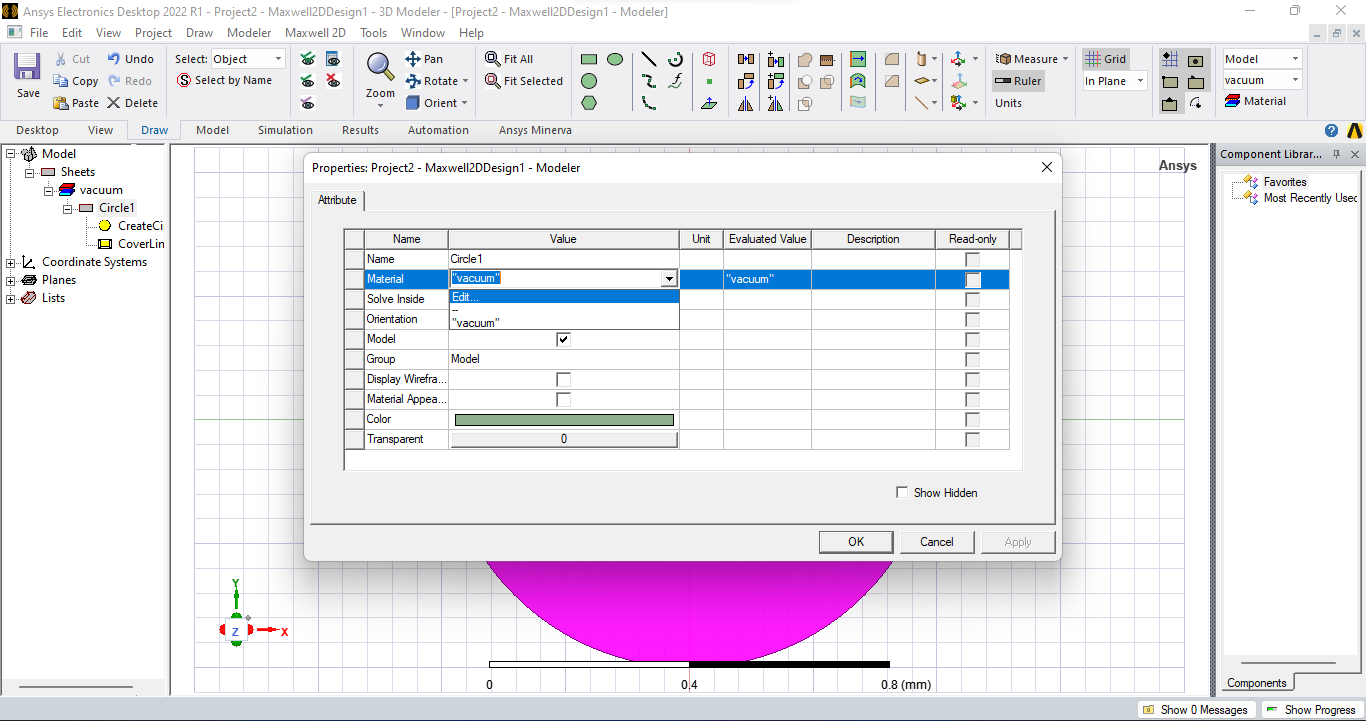 Ansys Electronics Desktop 2022 R1 - Project2 - Maxwell2DDesign1 - 3D Modeler - [Project2 - Maxwell2DDesign1 - Modeler]
File Edit View Project Draw Modeler Maxwell 2D Tools Window Help
Save
Cut
Copy
Paste
Undo
Redo
Delete
Select: Object
Select by Name
Zoom
Pan
Rotate
Orient
Fit All
Fit Selected
Measure
Ruler
Units
Grid
In Plane
Model
vacuum
Material
Desktop View Draw Model Simulation Results Automation Ansys Minerva
Model
Sheets
vacuum
Circle1
CreateCi
CoverLin
Coordinate Systems
Planes
Lists
Properties: Project2 - Maxwell2DDesign1 - Modeler
Attribute
Name Value Unit Evaluated Value Description Read-only
Name Circle1
Material "vacuum" "vacuum"
Edit...
--
"vacuum"
Solve Inside
Orientation
Model
Group Model
Display Wirefra...
Material Appea...
Color
Transparent 0
Show Hidden
OK Cancel Apply
Ansys
Y
Z
X
0 0.4 0.8 (mm)
Component Librar...
Favorites
Most Recently Used
Components
Show 0 Messages Show Progress